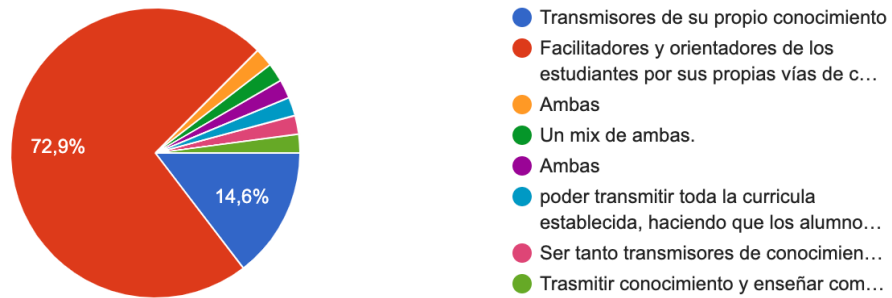 72,9%
14,6%
Transmisores de su propio conocimiento
Facilitadores y orientadores de los
estudiantes por sus propias vías de c...
Ambas
Un mix de ambas.
Ambas
poder transmitir toda la curricula
establecida, haciendo que los alumno...
Ser tanto transmisores de conocimien...
Trasmitir conocimiento y enseñar com...